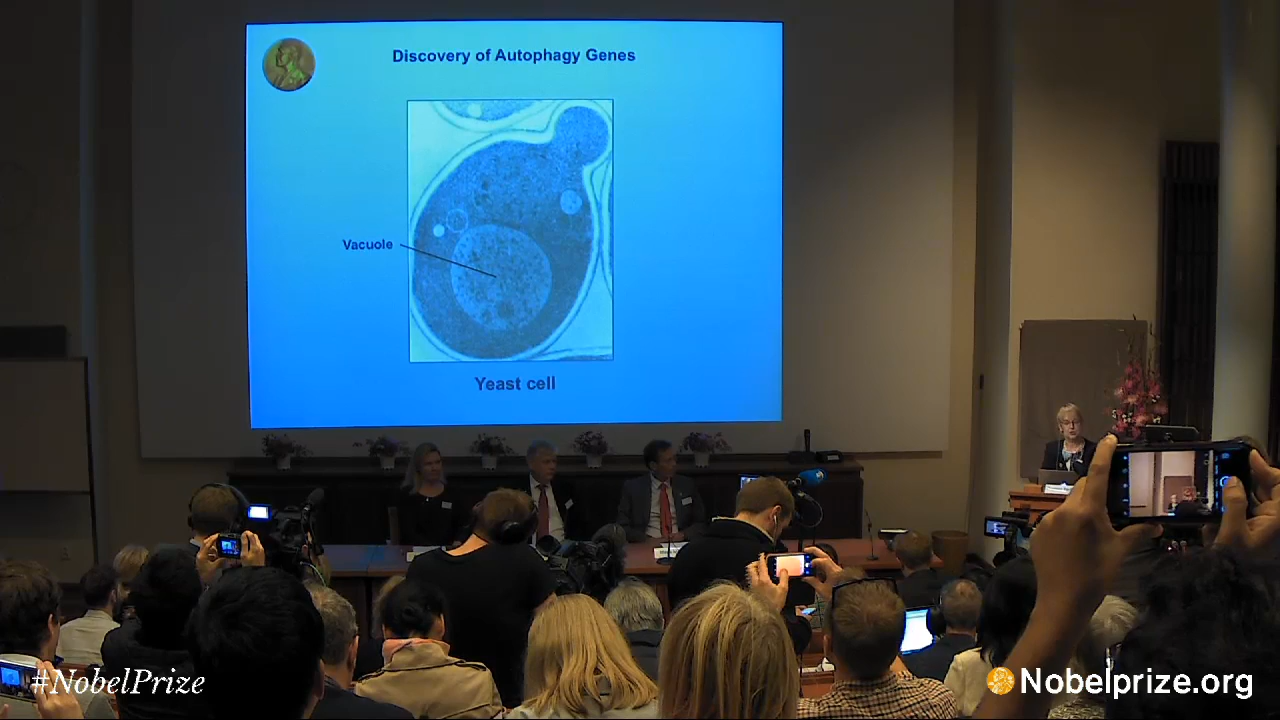 Discovery of Autophagy Genes
Vacuole
Yeast cell
#NobelPrize
Nobelprize.org